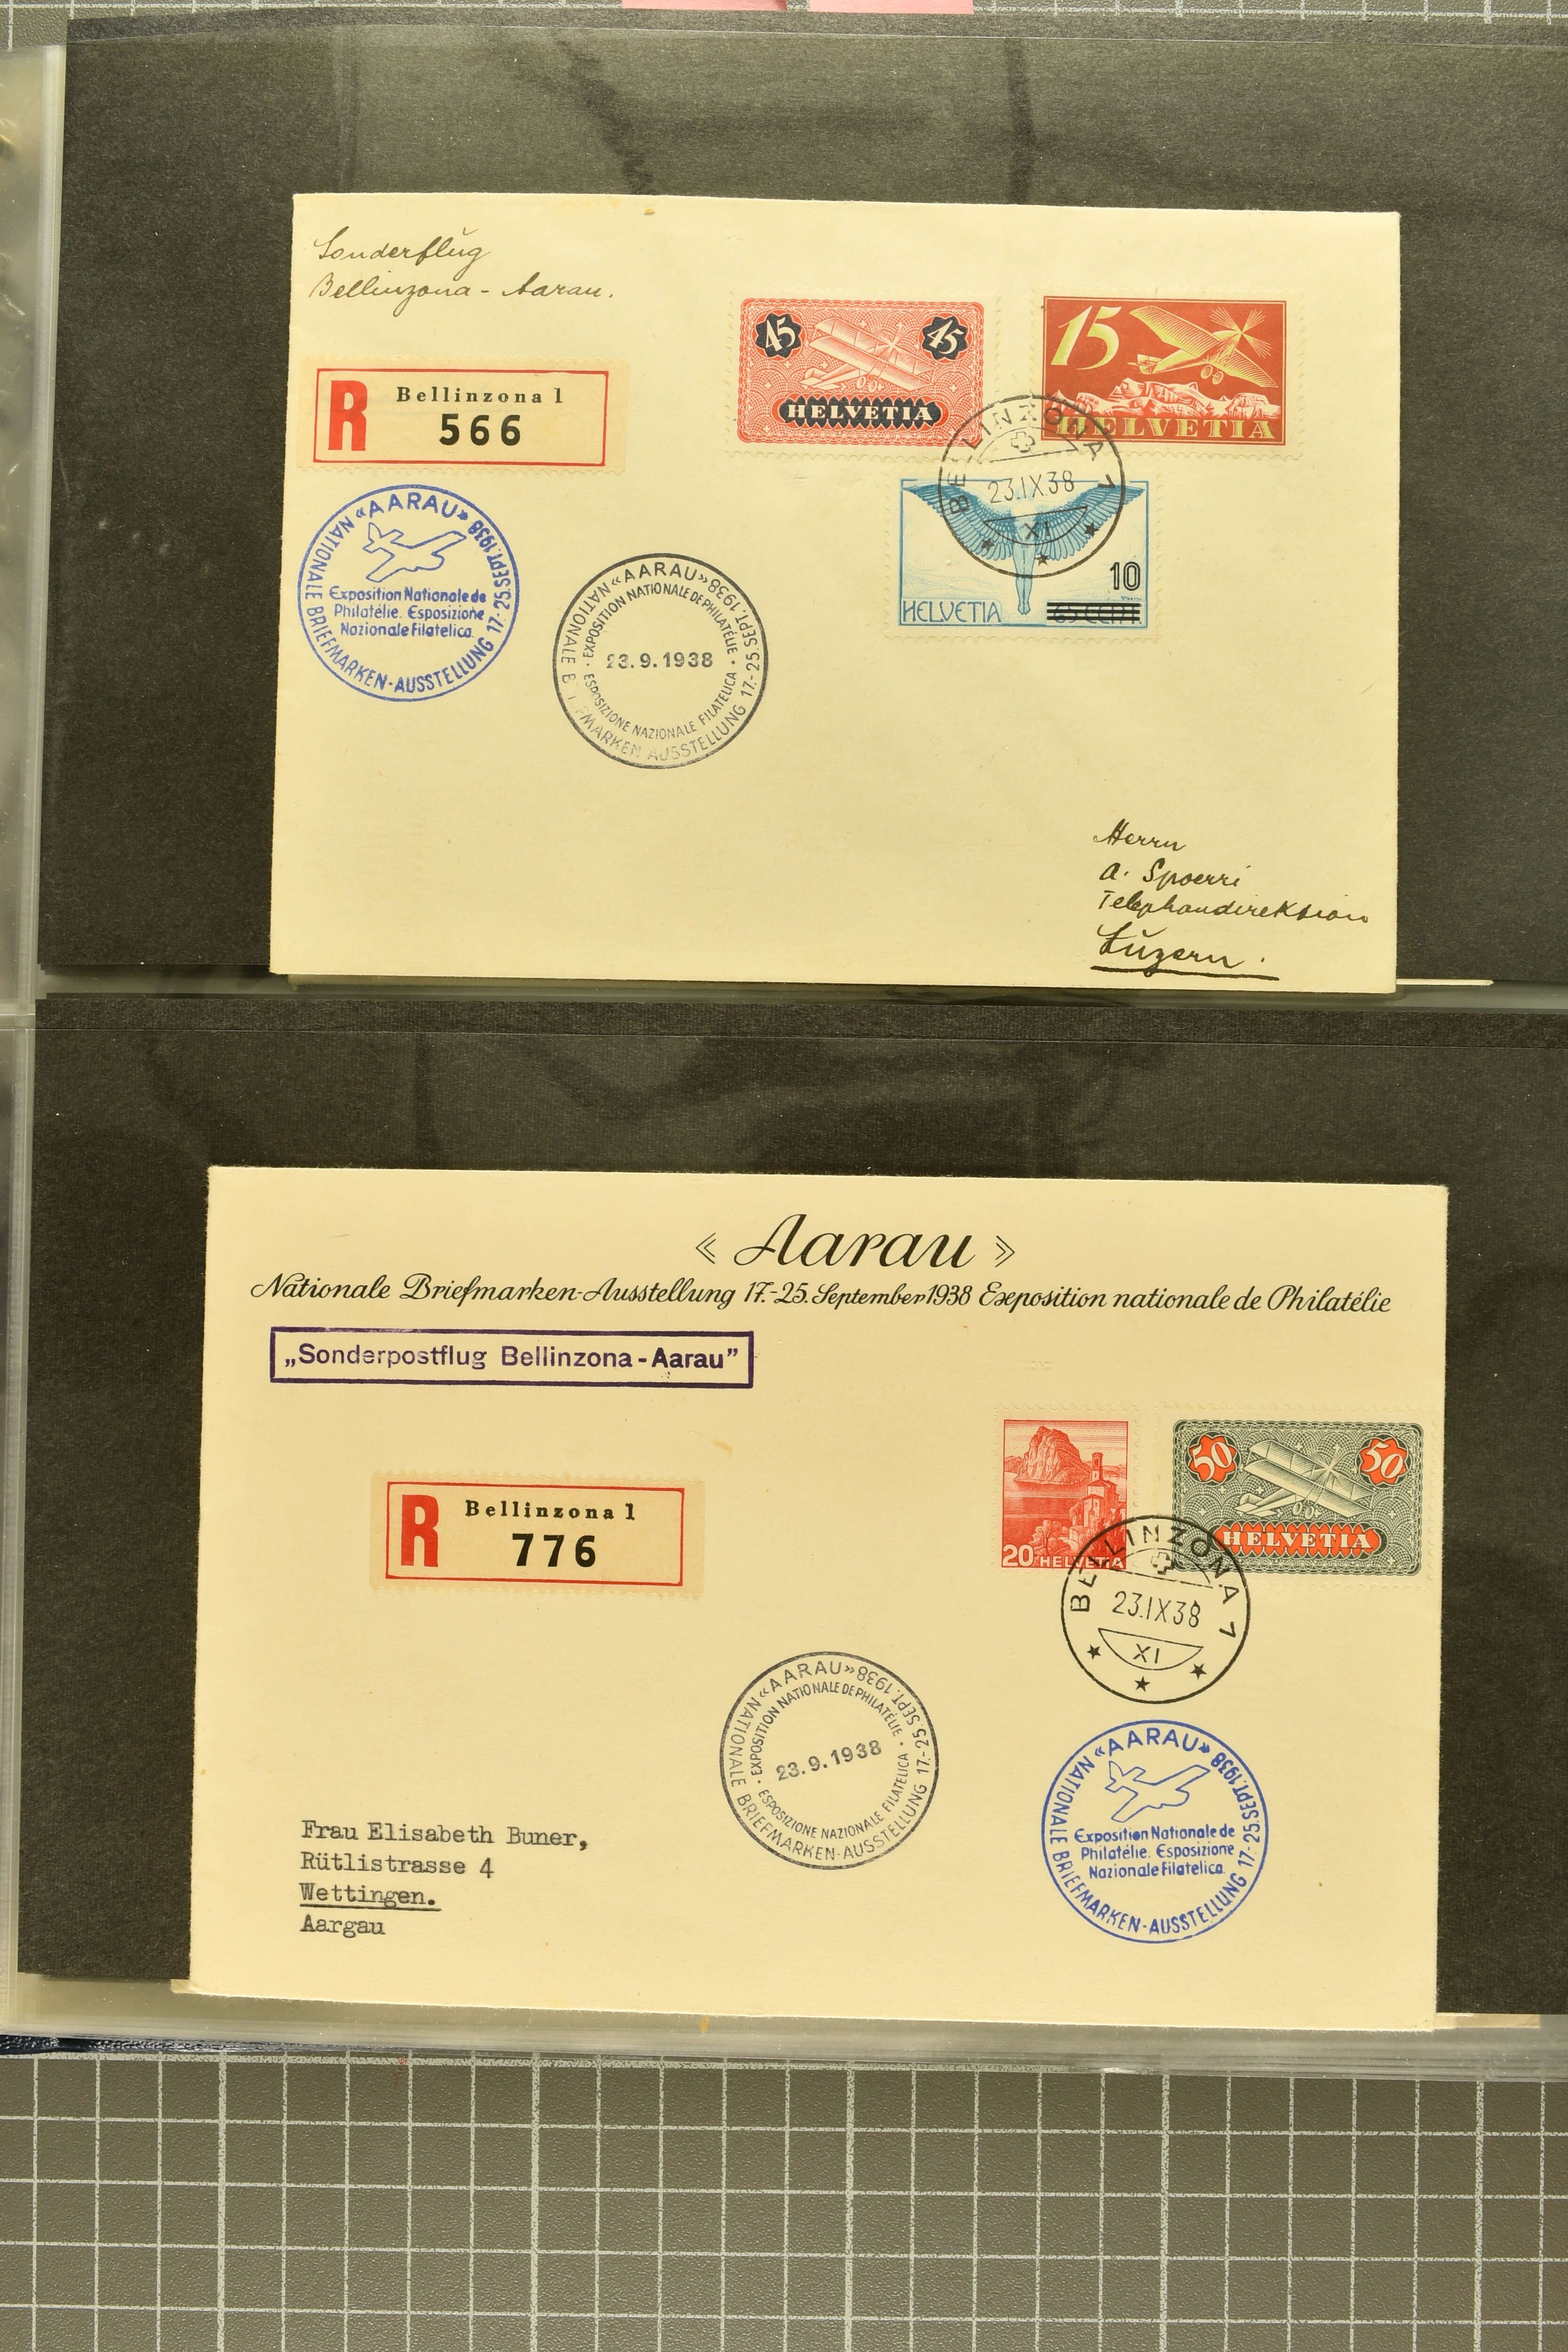 Sonderflug
Bellinzona - Aarau.
45 45
HELVETIA
15
HELVETIA
R Bellinzona 1
566
BELLINZONA 1
23.IX38
XI
10
HELVETIA 65 CENT.
NATIONALE BRIEFMARKEN-AUSSTELLUNG 17-25.SEPT.1938
«AARAU»
Exposition Nationale de
Philatélie. Esposizione
Nazionale Filatelica.
NATIONALE B I FMARKEN AUSSTELLUNG 17.-25.SEPT.1938
«AARAU»
· EXPOSITION NATIONALE DE PHILATÉLIE ·
ESPOSIZIONE NAZIONALE FILATELICA
23.9.1938
Herrn
A. Spoerri
Telephondirektion
Luzern.
« Aarau »
Nationale Briefmarken-Ausstellung 17.-25. September 1938 Exposition nationale de Philatélie
„Sonderpostflug Bellinzona-Aarau”
R Bellinzona 1
776
20 HELVETIA
50 50
HELVETIA
BELLINZONA 1
23.IX38
XI
NATIONALE BRIEFMARKEN-AUSSTELLUNG 17.-25.SEPT.1938
«AARAU»
· EXPOSITION NATIONALE DE PHILATÉLIE ·
ESPOSIZIONE NAZIONALE FILATELICA
23.9.1938
NATIONALE BRIEFMARKEN-AUSSTELLUNG 17-25.SEPT.1938
«AARAU»
Exposition Nationale de
Philatélie. Esposizione
Nazionale Filatelica.
Frau Elisabeth Buner,
Rütlistrasse 4
Wettingen.
Aargau